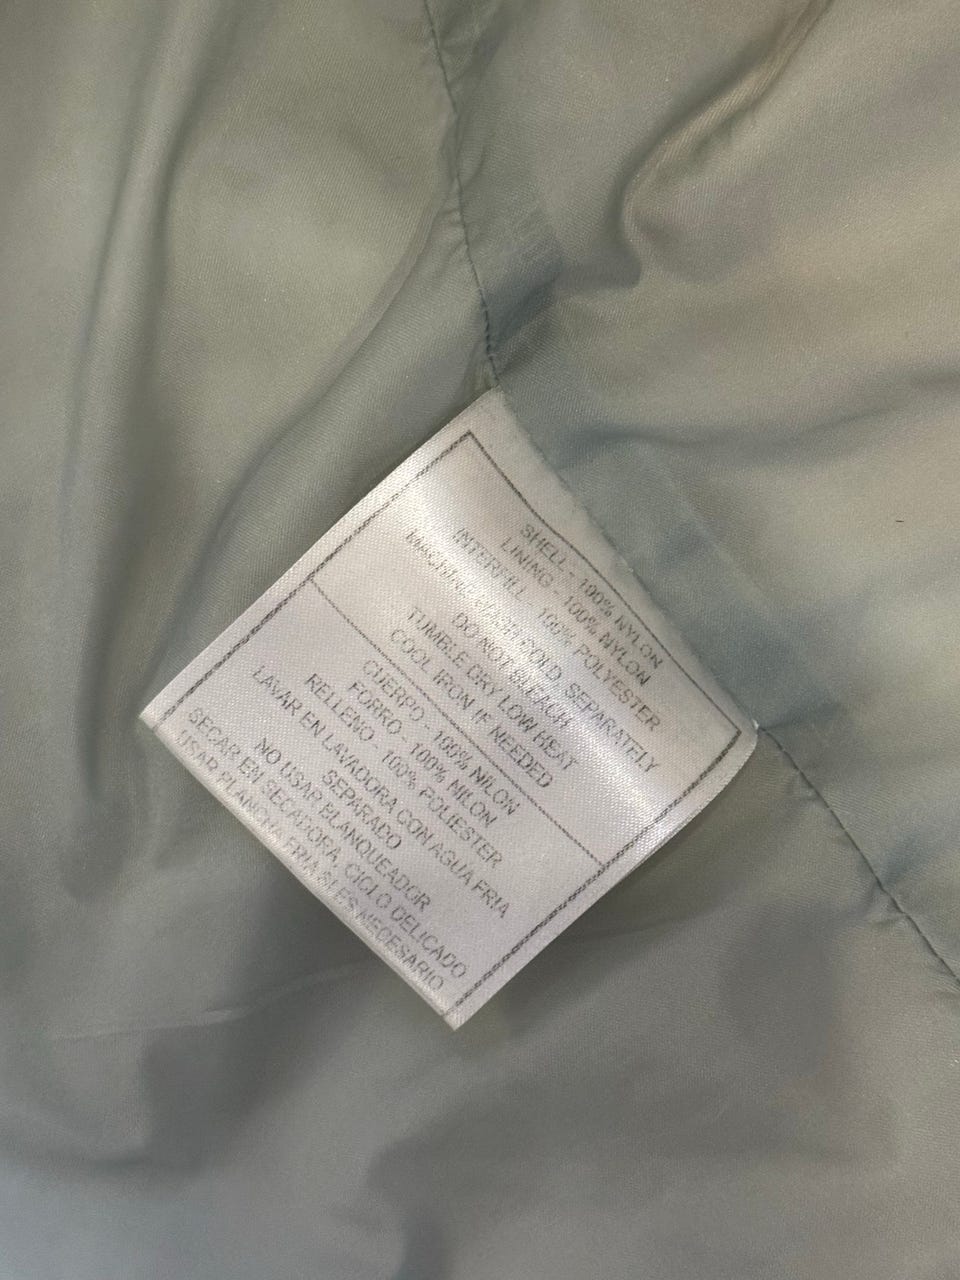 SHELL - 100% NYLON
LINING - 100% NYLON
INTERFILL - 100% POLYESTER
MACHINE WASH COLD SEPARATELY
DO NOT BLEACH
TUMBLE DRY LOW HEAT
COOL IRON IF NEEDED
CUERPO - 100% NILON
FORRO - 100% NILON
RELLENO - 100% POLIESTER
LAVAR EN LAVADORA CON AGUA FRIA
SEPARADO
NO USAR BLANQUEADOR
SECAR EM SECADORA, CICLO DELICADO
USAR PLANCHA FRIA SI ES NECESARIO